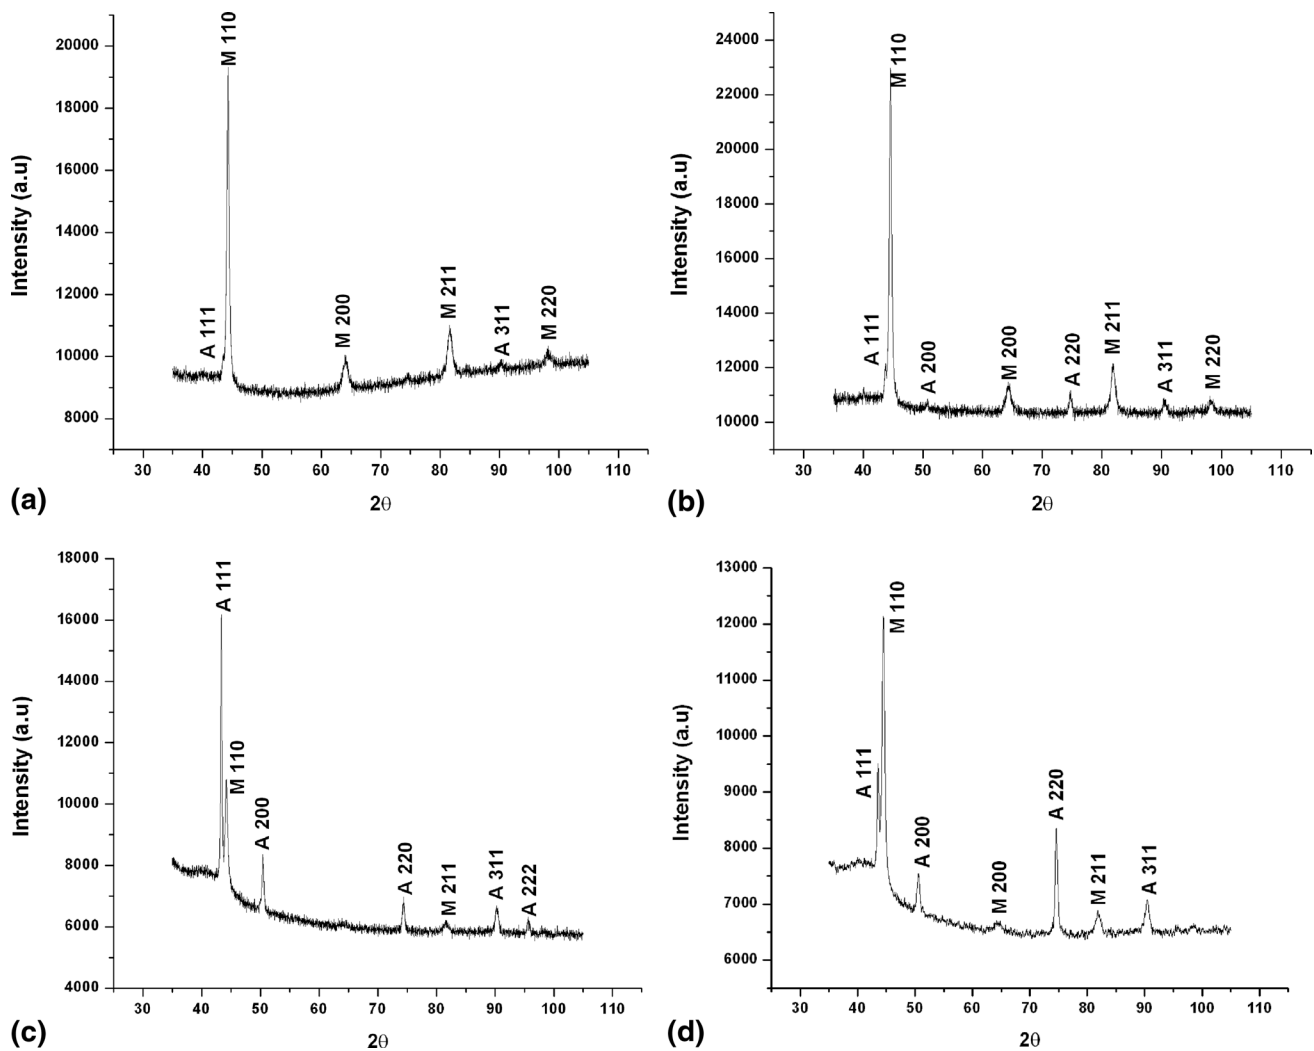 20000
18000
16000
14000
12000
10000
8000
Intensity (a.u)
A 111
M 110
M 200
M 211
A 311
M 220
30 40 50 60 70 80 90 100 110
2θ
(a)
24000
22000
20000
18000
16000
14000
12000
10000
Intensity (a.u)
A 111
M 110
A 200
M 200
A 220
M 211
A 311
M 220
30 40 50 60 70 80 90 100 110
2θ
(b)
18000
16000
14000
12000
10000
8000
6000
4000
Intensity (a.u)
A 111
M 110
A 200
A 220
M 211
A 311
A 222
30 40 50 60 70 80 90 100 110
2θ
(c)
13000
12000
11000
10000
9000
8000
7000
6000
Intensity (a.u)
A 111
M 110
A 200
M 200
A 220
M 211
A 311
30 40 50 60 70 80 90 100 110
2θ
(d)